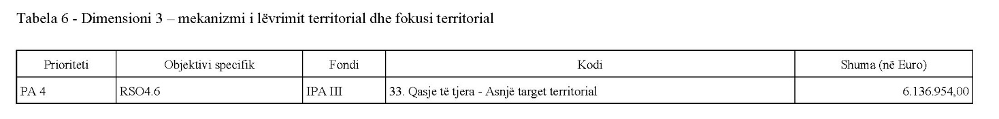 Tabela 6 - Dimensioni 3 – mekanizmi i lëvrimit territorial dhe fokusi territorial
Prioriteti Objektivi specifik Fondi Kodi Shuma (në Euro)
PA 4 RSO4.6 IPA III 33. Qasje të tjera - Asnjë target territorial 6.136.954,00